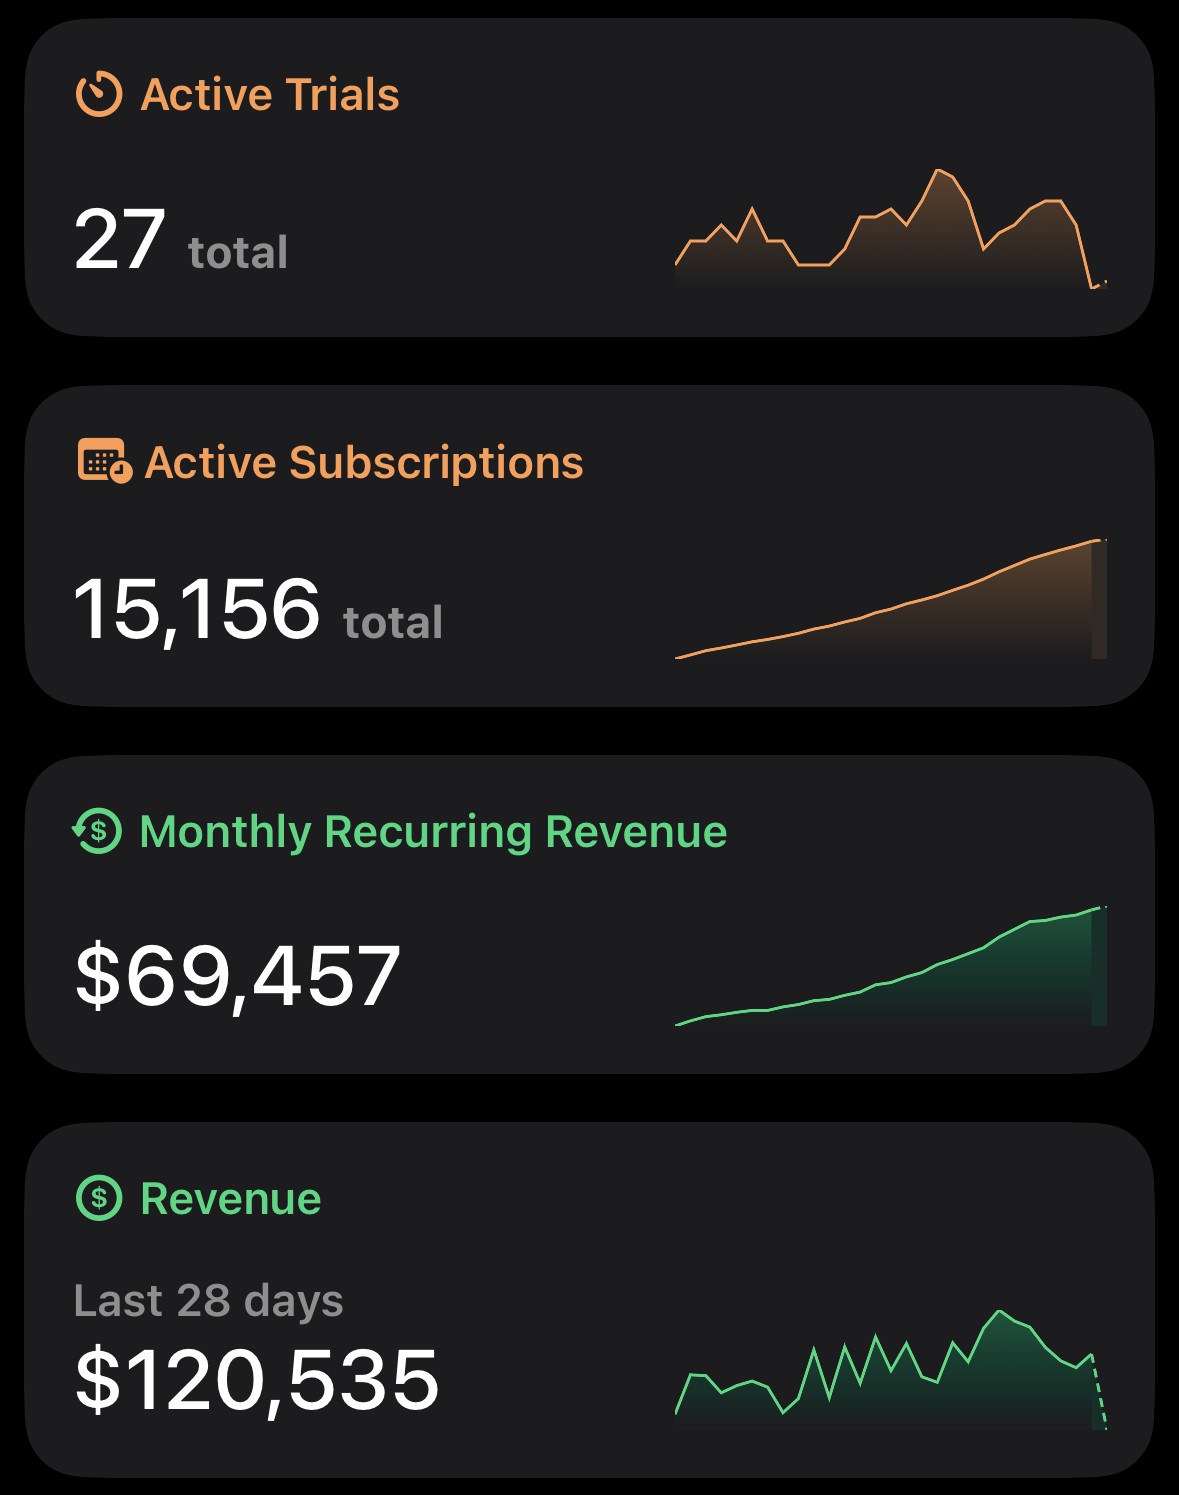 Active Trials
27 total
Active Subscriptions
15,156 total
Monthly Recurring Revenue
$69,457
Revenue
Last 28 days
$120,535